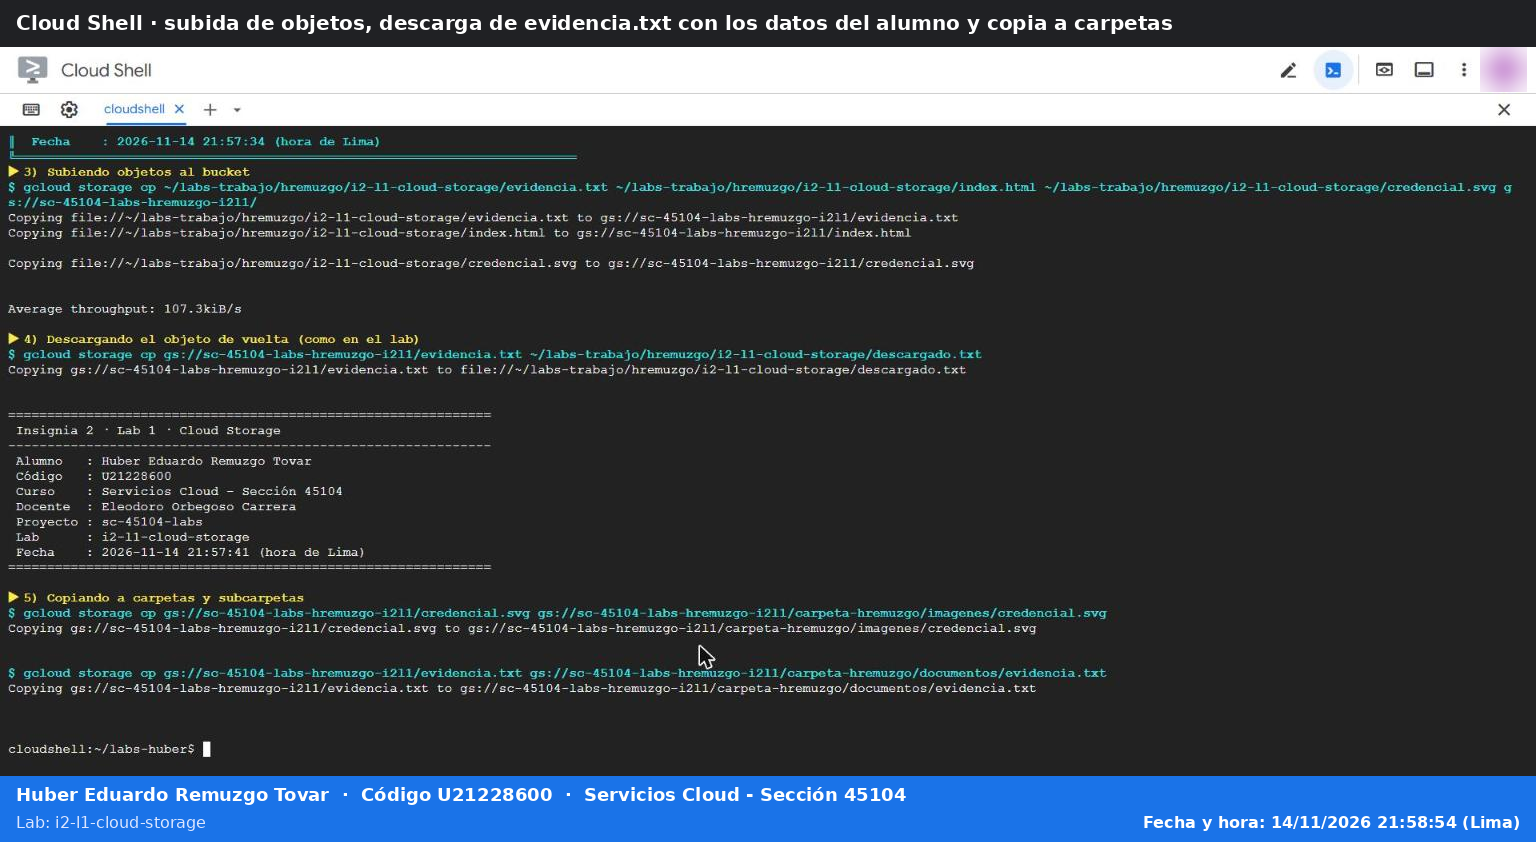 Cloud Shell · subida de objetos, descarga de evidencia.txt con los datos del alumno y copia a carpetas
Cloud Shell
cloudshell
Fecha    : 2026-11-14 21:57:34 (hora de Lima)
▶ 3) Subiendo objetos al bucket
$ gcloud storage cp ~/labs-trabajo/hremuzgo/i2-l1-cloud-storage/evidencia.txt ~/labs-trabajo/hremuzgo/i2-l1-cloud-storage/index.html ~/labs-trabajo/hremuzgo/i2-l1-cloud-storage/credencial.svg g
s://sc-45104-labs-hremuzgo-i2l1/
Copying file://~/labs-trabajo/hremuzgo/i2-l1-cloud-storage/evidencia.txt to gs://sc-45104-labs-hremuzgo-i2l1/evidencia.txt
Copying file://~/labs-trabajo/hremuzgo/i2-l1-cloud-storage/index.html to gs://sc-45104-labs-hremuzgo-i2l1/index.html
Copying file://~/labs-trabajo/hremuzgo/i2-l1-cloud-storage/credencial.svg to gs://sc-45104-labs-hremuzgo-i2l1/credencial.svg
Average throughput: 107.3kiB/s
▶ 4) Descargando el objeto de vuelta (como en el lab)
$ gcloud storage cp gs://sc-45104-labs-hremuzgo-i2l1/evidencia.txt ~/labs-trabajo/hremuzgo/i2-l1-cloud-storage/descargado.txt
Copying gs://sc-45104-labs-hremuzgo-i2l1/evidencia.txt to file://~/labs-trabajo/hremuzgo/i2-l1-cloud-storage/descargado.txt
==============================================================
Insignia 2 · Lab 1 · Cloud Storage
--------------------------------------------------------------
Alumno   : Huber Eduardo Remuzgo Tovar
Código   : U21228600
Curso    : Servicios Cloud - Sección 45104
Docente  : Eleodoro Orbegoso Carrera
Proyecto : sc-45104-labs
Lab      : i2-l1-cloud-storage
Fecha    : 2026-11-14 21:57:41 (hora de Lima)
==============================================================
▶ 5) Copiando a carpetas y subcarpetas
$ gcloud storage cp gs://sc-45104-labs-hremuzgo-i2l1/credencial.svg gs://sc-45104-labs-hremuzgo-i2l1/carpeta-hremuzgo/imagenes/credencial.svg
Copying gs://sc-45104-labs-hremuzgo-i2l1/credencial.svg to gs://sc-45104-labs-hremuzgo-i2l1/carpeta-hremuzgo/imagenes/credencial.svg
$ gcloud storage cp gs://sc-45104-labs-hremuzgo-i2l1/evidencia.txt gs://sc-45104-labs-hremuzgo-i2l1/carpeta-hremuzgo/documentos/evidencia.txt
Copying gs://sc-45104-labs-hremuzgo-i2l1/evidencia.txt to gs://sc-45104-labs-hremuzgo-i2l1/carpeta-hremuzgo/documentos/evidencia.txt
cloudshell:~/labs-huber$
Huber Eduardo Remuzgo Tovar · Código U21228600 · Servicios Cloud - Sección 45104
Lab: i2-l1-cloud-storage
Fecha y hora: 14/11/2026 21:58:54 (Lima)